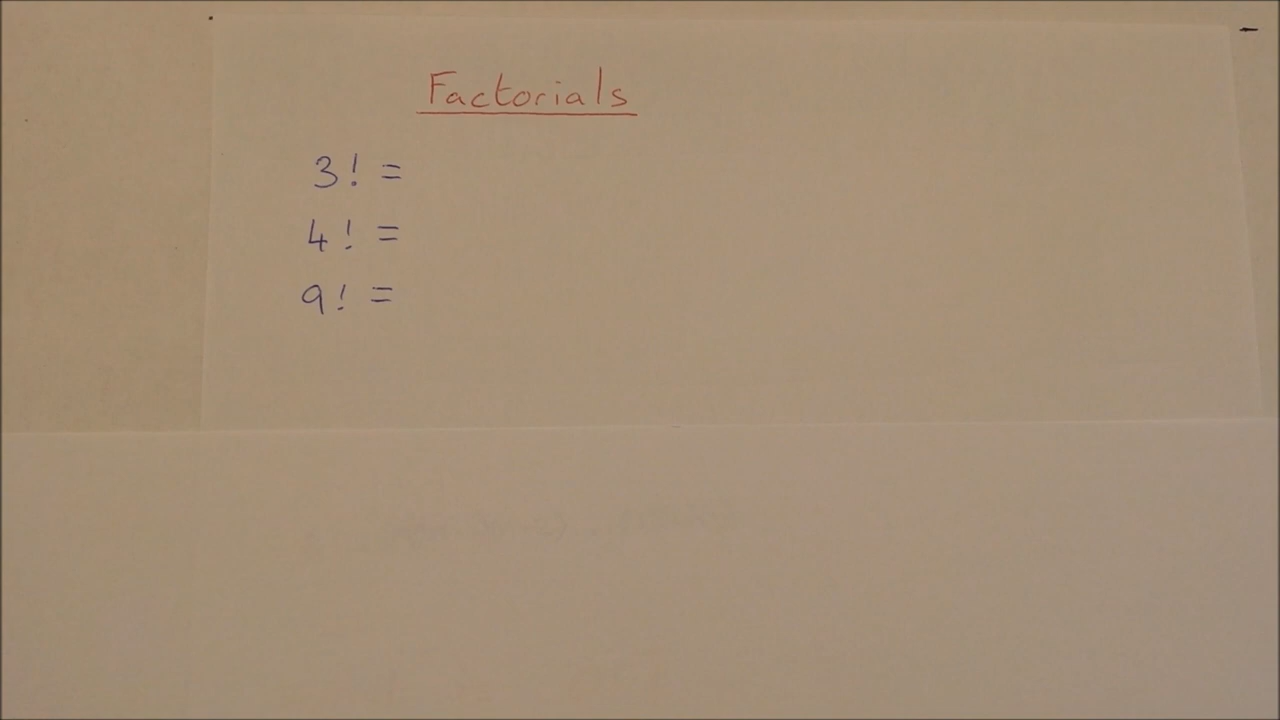 Factorials
3! =
4! =
9! =